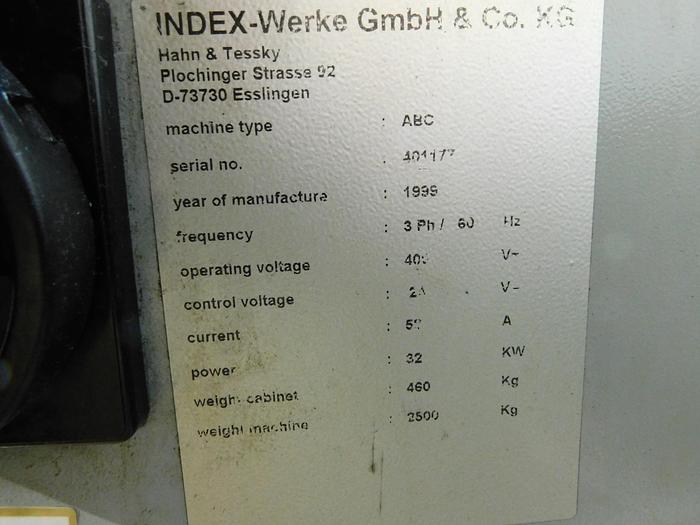 INDEX-Werke GmbH & Co. KG
Hahn & Tessky
Plochinger Strasse 92
D-73730 Esslingen
machine type : ABC
serial no. :
year of manufacture : 1999
frequency : 3 Ph / 60 Hz
operating voltage : V~
control voltage : V-
current : A
power : 32 KW
weight cabinet : 460 Kg
weight machine : 2500 Kg